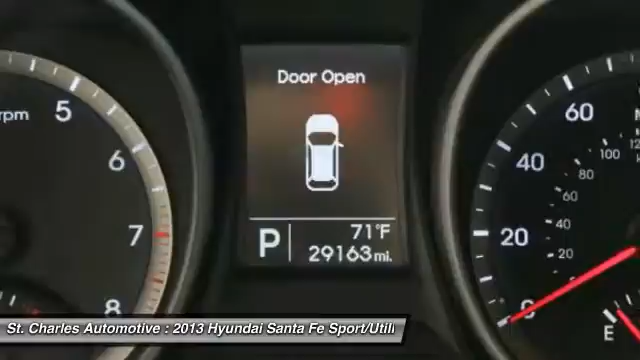 Door Open
P
71°F
29163 mi.
rpm
5
6
7
8
60
40
20
0
100
80
60
40
20
E
St. Charles Automotive : 2013 Hyundai Santa Fe Sport/Utili